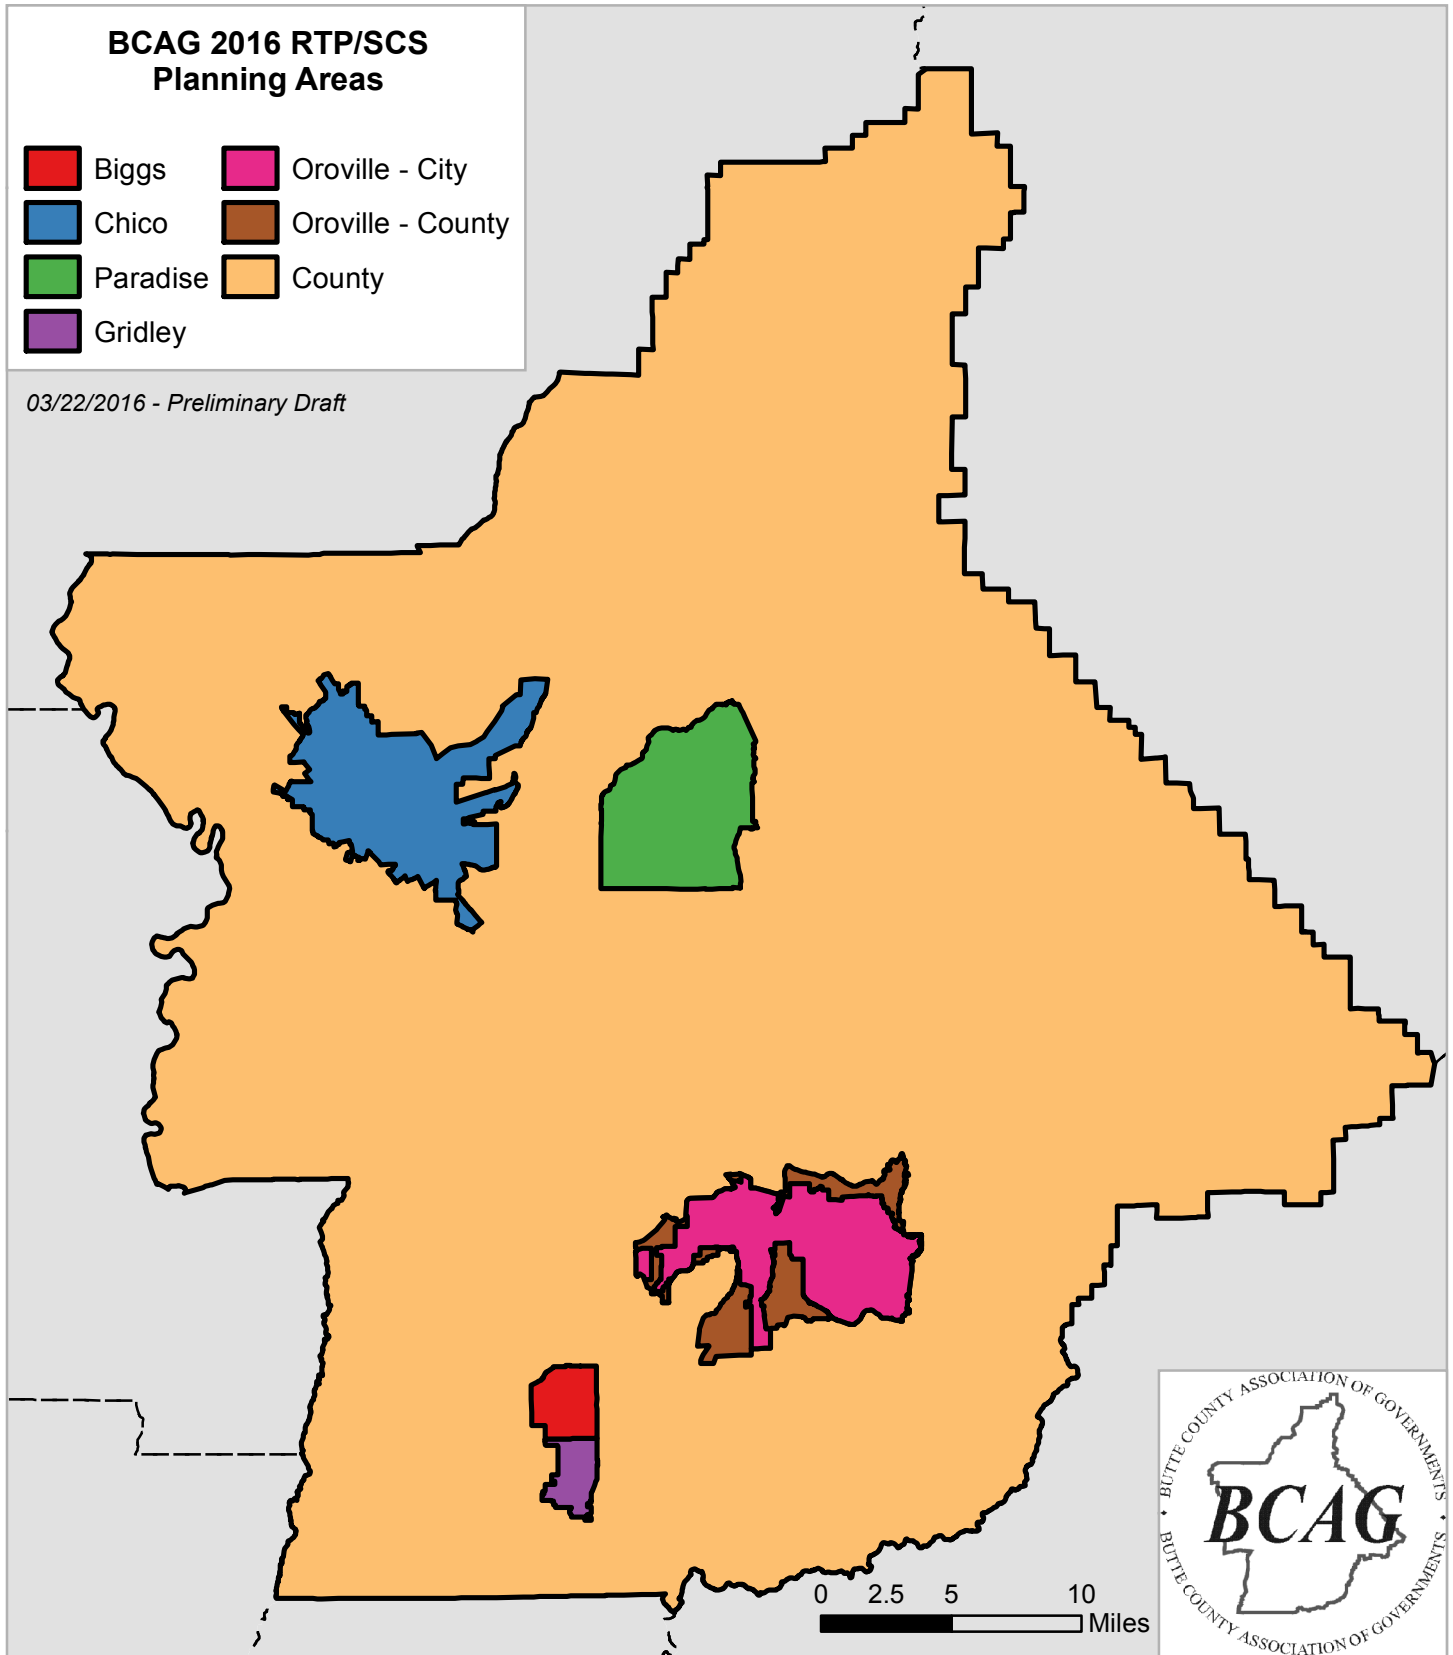 BCAG 2016 RTP/SCS
Planning Areas
Biggs
Oroville - City
Chico
Oroville - County
Paradise
County
Gridley
03/22/2016 - Preliminary Draft
0 2.5 5 10
Miles
• BUTTE COUNTY ASSOCIATION OF GOVERNMENTS •
BCAG
BUTTE COUNTY ASSOCIATION OF GOVERNMENTS